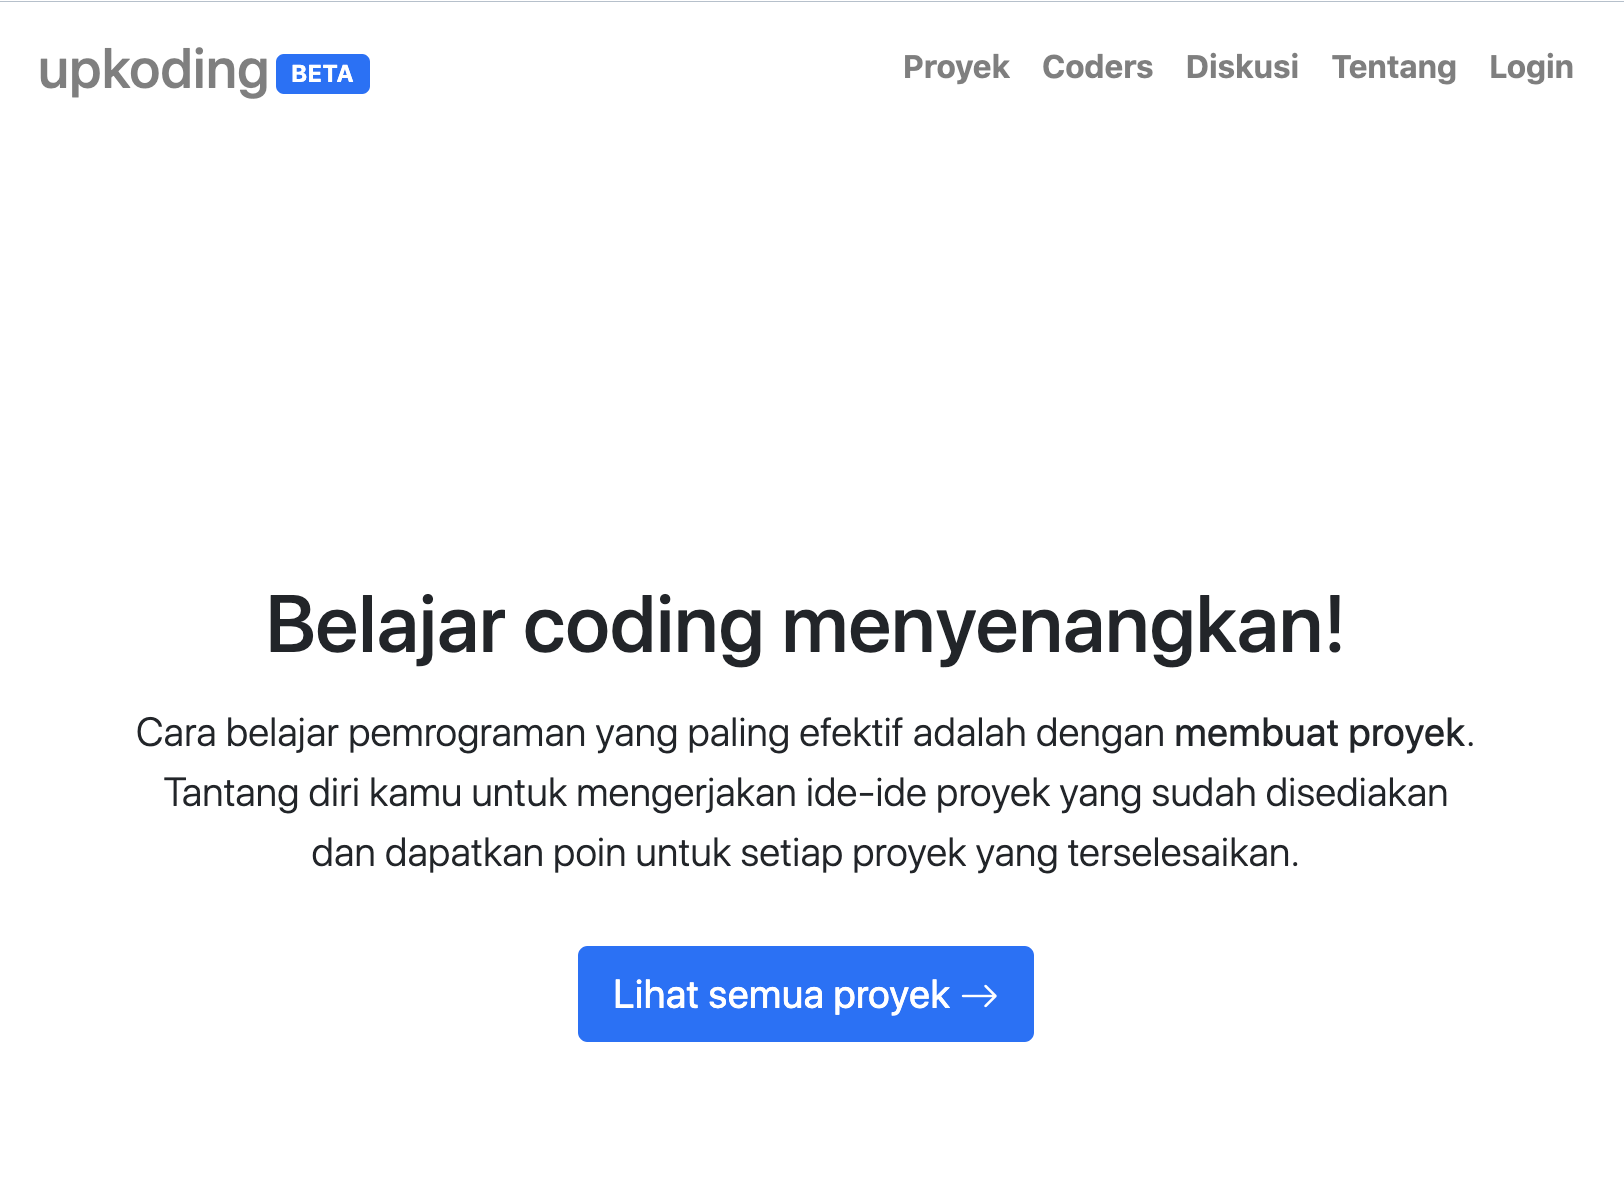 upkoding BETA
Proyek Coders Diskusi Tentang Login
Belajar coding menyenangkan!
Cara belajar pemrograman yang paling efektif adalah dengan membuat proyek.
Tantang diri kamu untuk mengerjakan ide-ide proyek yang sudah disediakan
dan dapatkan poin untuk setiap proyek yang terselesaikan.
Lihat semua proyek →